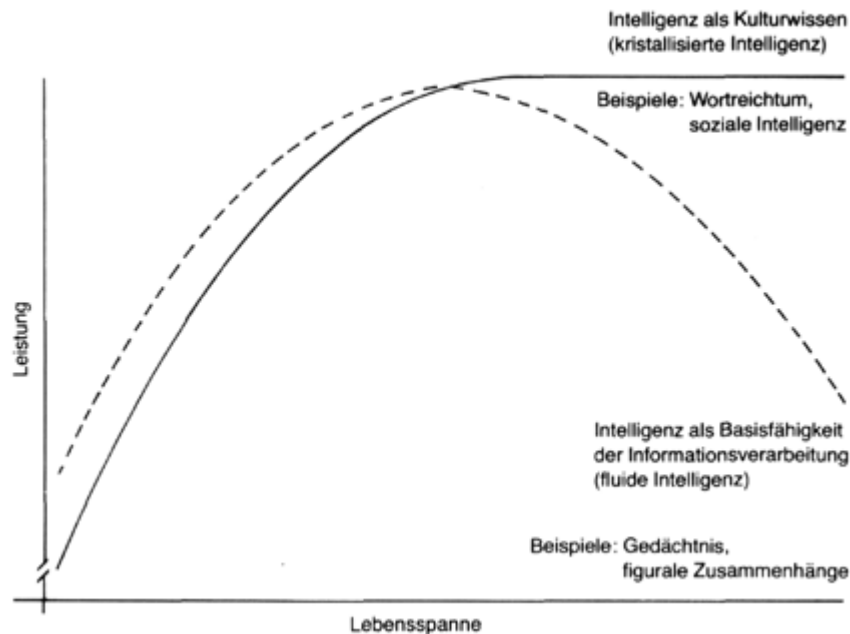 Intelligenz als Kulturwissen
(kristallisierte Intelligenz)
Beispiele: Wortreichtum,
soziale Intelligenz
Leistung
Intelligenz als Basisfähigkeit
der Informationsverarbeitung
(fluide Intelligenz)
Beispiele: Gedächtnis,
figurale Zusammenhänge
Lebensspanne